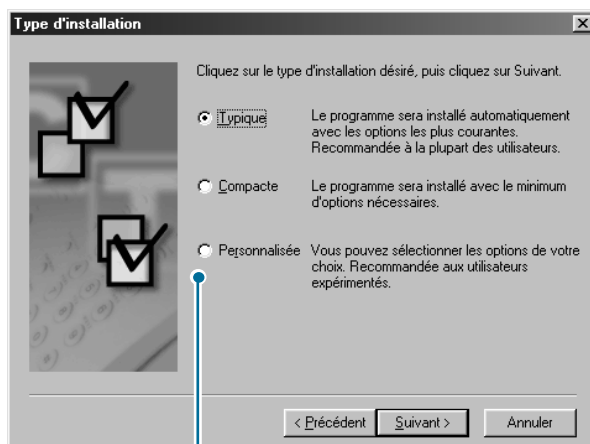 Type d'installation
Cliquez sur le type d'installation désiré, puis cliquez sur Suivant.
Typique
Le programme sera installé automatiquement
avec les options les plus courantes.
Recommandée à la plupart des utilisateurs.
Compacte
Le programme sera installé avec le minimum
d'options nécessaires.
Personnalisée
Vous pouvez sélectionner les options de votre
choix. Recommandée aux utilisateurs
expérimentés.
< Précédent
Suivant >
Annuler